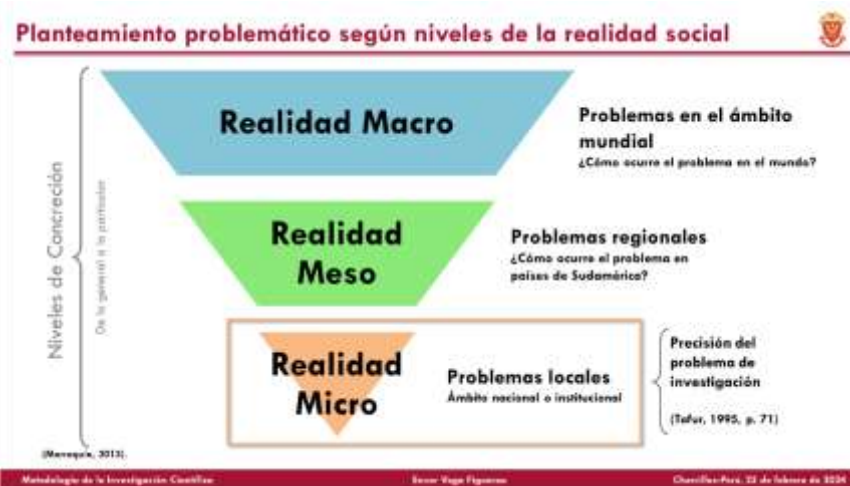 Planteamiento problemático según niveles de la realidad social
Niveles de Concreción
De lo general a lo particular
Realidad Macro
Problemas en el ámbito
mundial
¿Cómo ocurre el problema en el mundo?
Realidad
Meso
Problemas regionales
¿Cómo ocurre el problema en
países de Sudamérica?
Realidad
Micro
Problemas locales
Ámbito nacional o institucional
Precisión del
problema de
investigación
(Tafur, 1995, p. 71)
Metodología de la Investigación Científica
Vega Figueroa
Chorrillos-Perú, de febrero de 2024